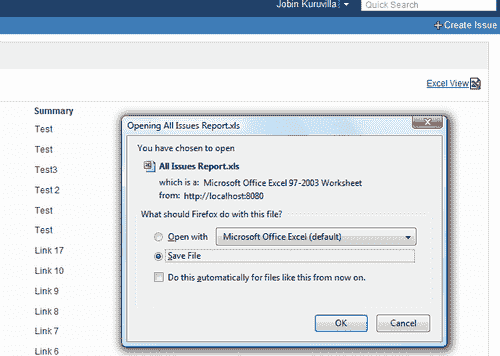 Jobin Kuruvilla
Quick Search
Create Issue
Excel View
Summary
Test
Test
Test3
Test 2
Test
Test
Link 17
Link 10
Link 9
Link 8
Link 7
Link 6
Opening All Issues Report.xls
You have chosen to open
All Issues Report.xls
which is a: Microsoft Office Excel 97-2003 Worksheet
from: http://localhost:8080
What should Firefox do with this file?
Open with Microsoft Office Excel (default)
Save File
Do this automatically for files like this from now on.
OK Cancel